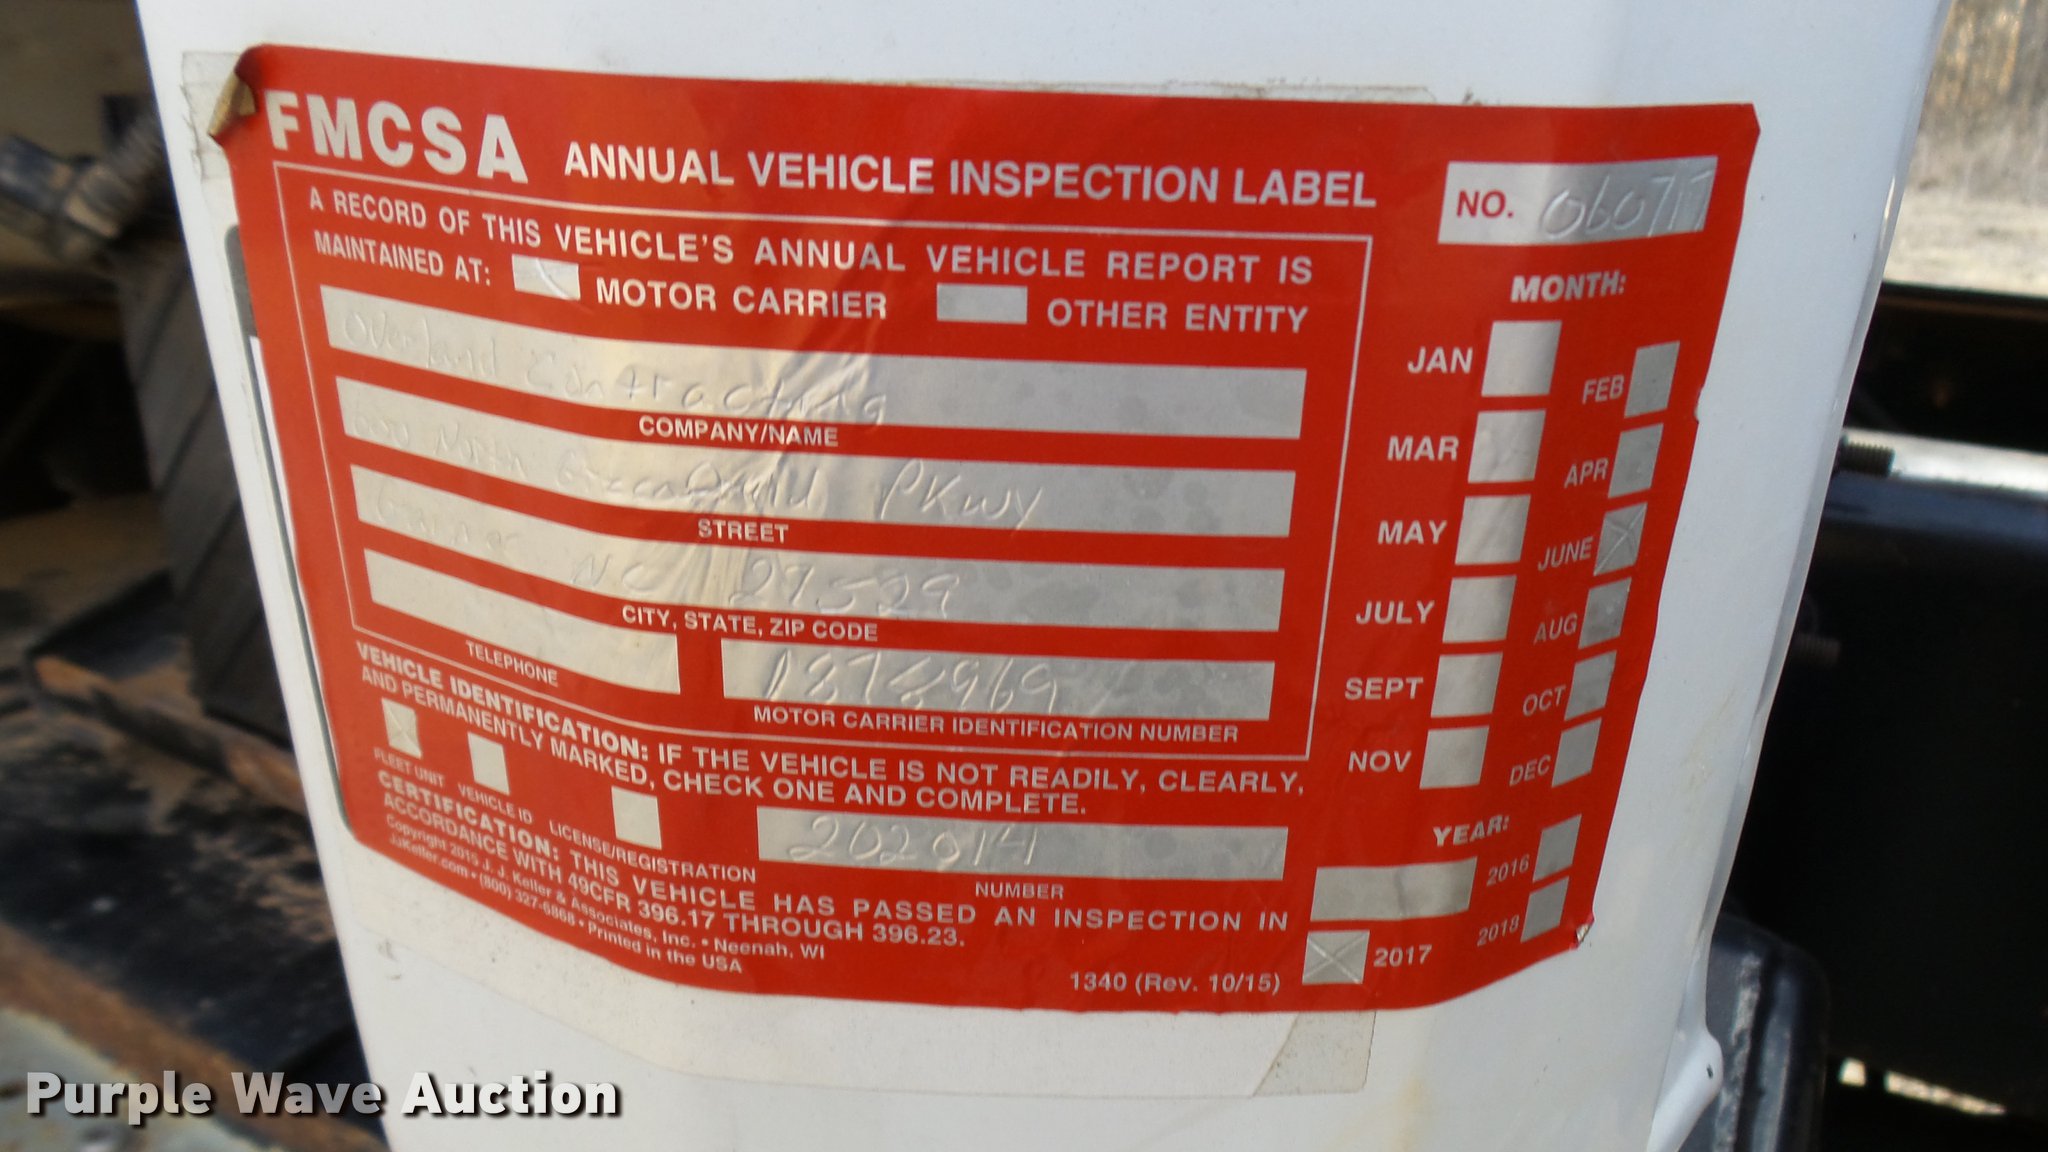 FMCSA ANNUAL VEHICLE INSPECTION LABEL
NO. 060717
A RECORD OF THIS VEHICLE'S ANNUAL VEHICLE REPORT IS
MAINTAINED AT: MOTOR CARRIER OTHER ENTITY
Overland Contracting
COMPANY/NAME
600 North Greenfield PKWY
STREET
Garner NC 27529
CITY, STATE, ZIP CODE
1878969
TELEPHONE MOTOR CARRIER IDENTIFICATION NUMBER
VEHICLE IDENTIFICATION: IF THE VEHICLE IS NOT READILY, CLEARLY,
AND PERMANENTLY MARKED, CHECK ONE AND COMPLETE.
FLEET UNIT VEHICLE ID LICENSE/REGISTRATION
202014
NUMBER
CERTIFICATION: THIS VEHICLE HAS PASSED AN INSPECTION IN
ACCORDANCE WITH 49CFR 396.17 THROUGH 396.23.
Copyright 2015 J. J. Keller & Associates, Inc. • Neenah, WI
JJKeller.com • (800) 327-6868 • Printed in the USA
1340 (Rev. 10/15)
MONTH:
JAN FEB
MAR APR
MAY JUNE
JULY AUG
SEPT OCT
NOV DEC
YEAR:
2016
2017 2018
Purple Wave Auction